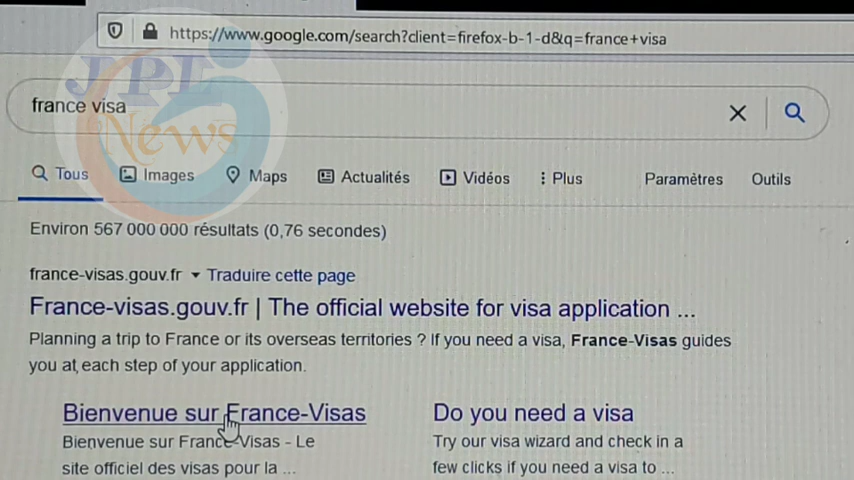 https://www.google.com/search?client=firefox-b-1-d&q=france+visa
france visa
JPL
News
Tous Images Maps Actualités Vidéos Plus Paramètres Outils
Environ 567 000 000 résultats (0,76 secondes)
france-visas.gouv.fr Traduire cette page
France-visas.gouv.fr | The official website for visa application ...
Planning a trip to France or its overseas territories ? If you need a visa, France-Visas guides
you at each step of your application.
Bienvenue sur France-Visas
Bienvenue sur France-Visas - Le
site officiel des visas pour la ...
Do you need a visa
Try our visa wizard and check in a
few clicks if you need a visa to ...